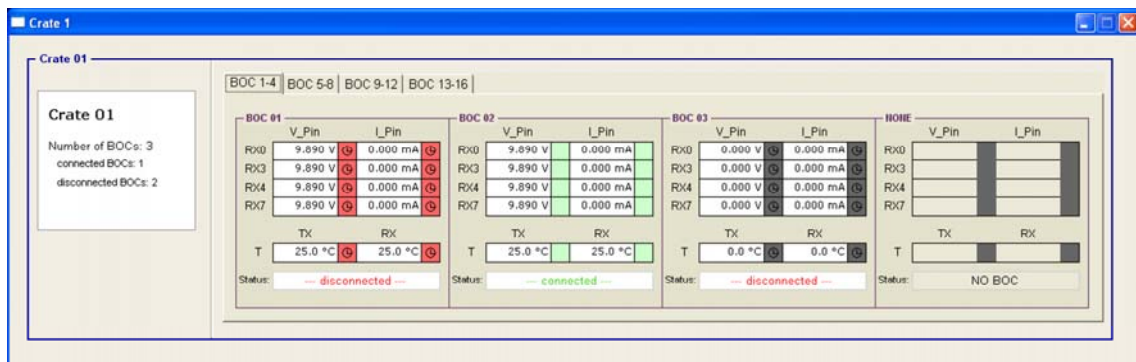 Crate 1
Crate 01
Crate 01
Number of BOCs: 3
connected BOCs: 1
disconnected BOCs: 2
BOC 1-4 BOC 5-8 BOC 9-12 BOC 13-16
BOC 01 BOC 02 BOC 03 NONE
V_Pin I_Pin V_Pin I_Pin V_Pin I_Pin V_Pin I_Pin
RX0 9.890 V 0.000 mA RX0 9.890 V 0.000 mA RX0 0.000 V 0.000 mA RX0
RX3 9.890 V 0.000 mA RX3 9.890 V 0.000 mA RX3 0.000 V 0.000 mA RX3
RX4 9.890 V 0.000 mA RX4 9.890 V 0.000 mA RX4 0.000 V 0.000 mA RX4
RX7 9.890 V 0.000 mA RX7 9.890 V 0.000 mA RX7 0.000 V 0.000 mA RX7
TX RX TX RX TX RX TX RX
T 25.0 °C 25.0 °C T 25.0 °C 25.0 °C T 0.0 °C 0.0 °C T
Status: --- disconnected --- Status: --- connected --- Status: --- disconnected --- Status: NO BOC